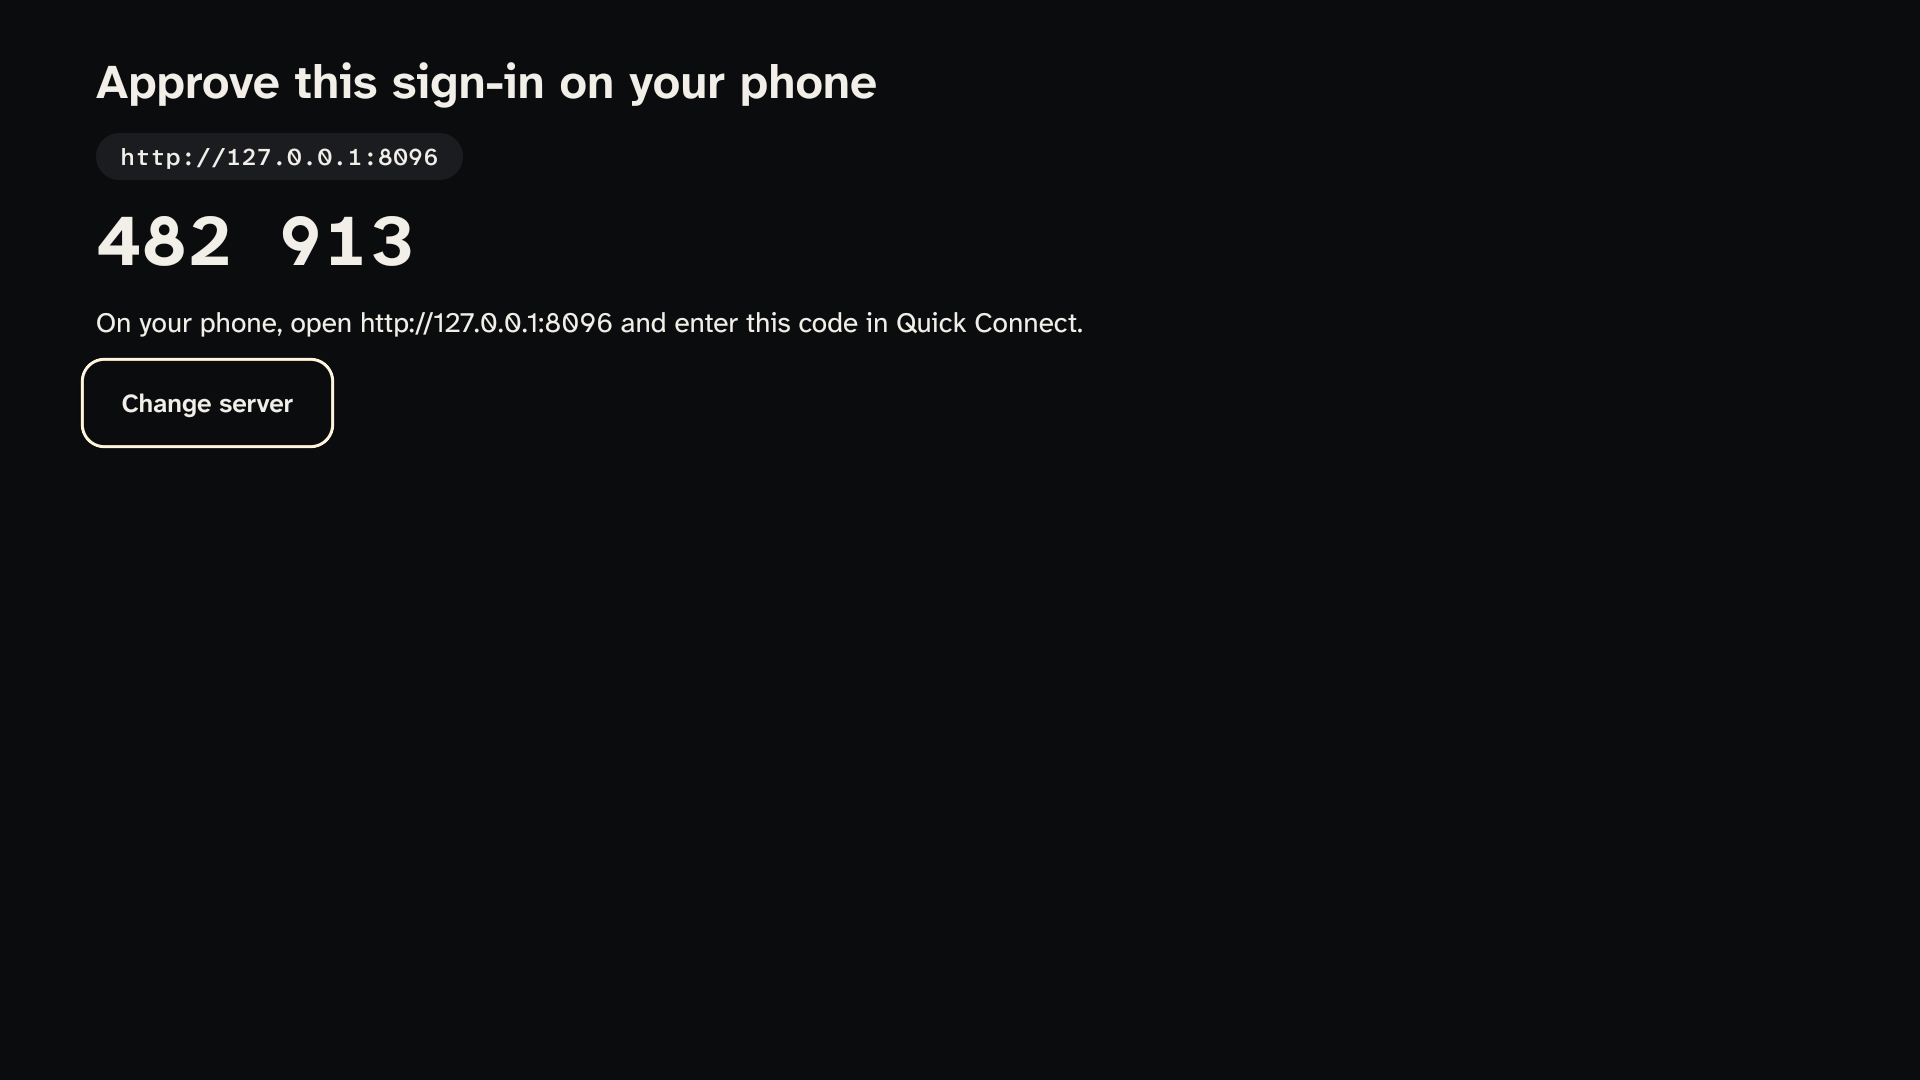 Approve this sign-in on your phone
http://127.0.0.1:8096
482 913
On your phone, open http://127.0.0.1:8096 and enter this code in Quick Connect.
Change server